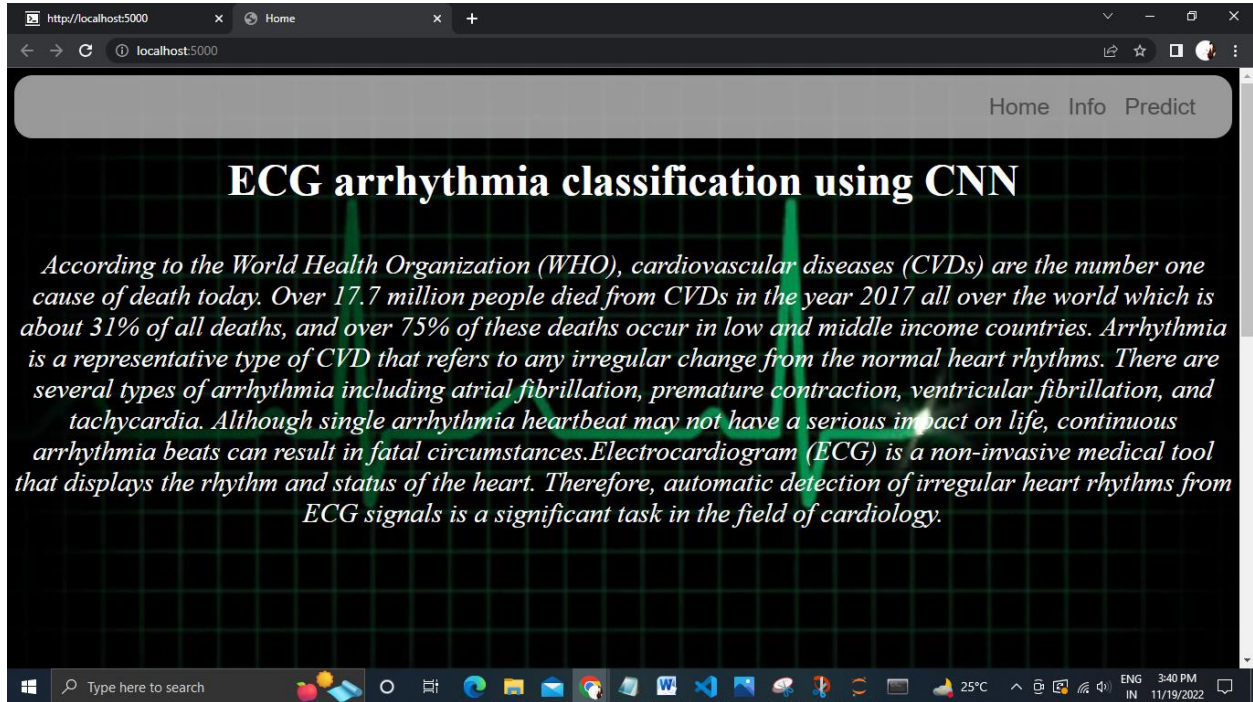 http://localhost:5000
Home
localhost:5000
Home Info Predict
ECG arrhythmia classification using CNN
According to the World Health Organization (WHO), cardiovascular diseases (CVDs) are the number one
cause of death today. Over 17.7 million people died from CVDs in the year 2017 all over the world which is
about 31% of all deaths, and over 75% of these deaths occur in low and middle income countries. Arrhythmia
is a representative type of CVD that refers to any irregular change from the normal heart rhythms. There are
several types of arrhythmia including atrial fibrillation, premature contraction, ventricular fibrillation, and
tachycardia. Although single arrhythmia heartbeat may not have a serious impact on life, continuous
arrhythmia beats can result in fatal circumstances.Electrocardiogram (ECG) is a non-invasive medical tool
that displays the rhythm and status of the heart. Therefore, automatic detection of irregular heart rhythms from
ECG signals is a significant task in the field of cardiology.
Type here to search
25°C
ENG
IN
3:40 PM
11/19/2022